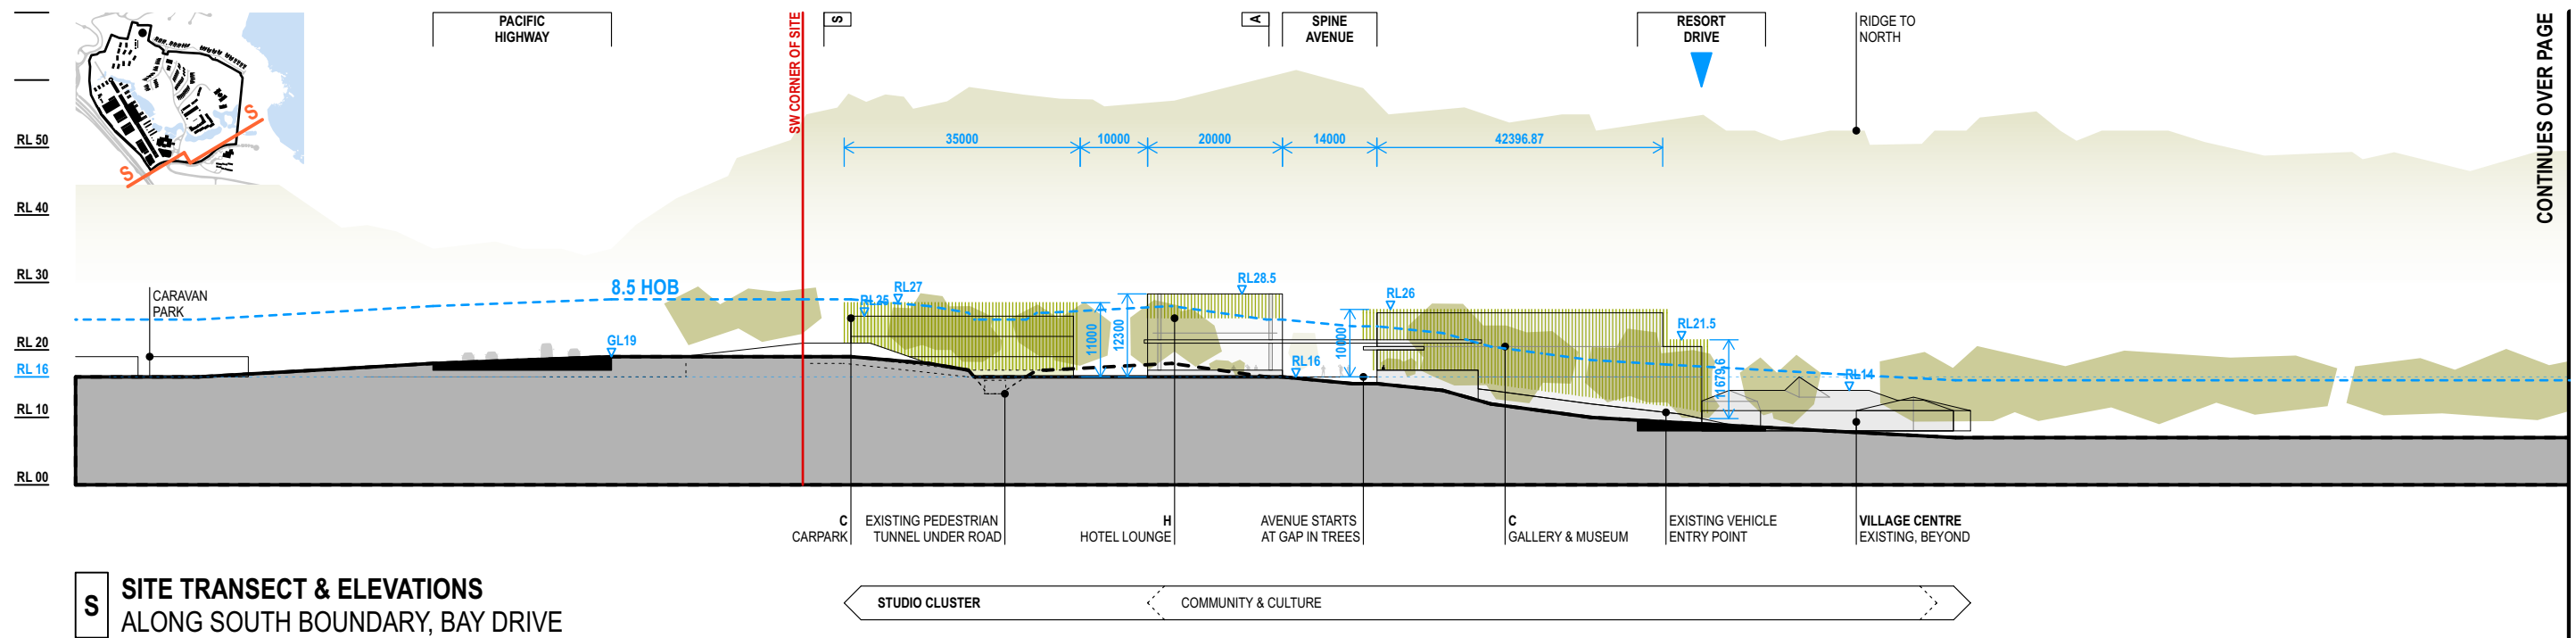 PACIFIC
HIGHWAY
SW CORNER OF SITE
S
A
SPINE
AVENUE
RESORT
DRIVE
RIDGE TO
NORTH
CONTINUES OVER PAGE
S
S
RL 50
RL 40
RL 30
RL 20
RL 16
RL 10
RL 00
35000
10000
20000
14000
42396.87
CARAVAN
PARK
8.5 HOB
GL19
RL25
RL27
RL28.5
RL26
RL21.5
RL16
RL14
11000
12300
10000
11679.6
C
CARPARK
EXISTING PEDESTRIAN
TUNNEL UNDER ROAD
H
HOTEL LOUNGE
AVENUE STARTS
AT GAP IN TREES
C
GALLERY & MUSEUM
EXISTING VEHICLE
ENTRY POINT
VILLAGE CENTRE
EXISTING, BEYOND
S
SITE TRANSECT & ELEVATIONS
ALONG SOUTH BOUNDARY, BAY DRIVE
STUDIO CLUSTER
COMMUNITY & CULTURE